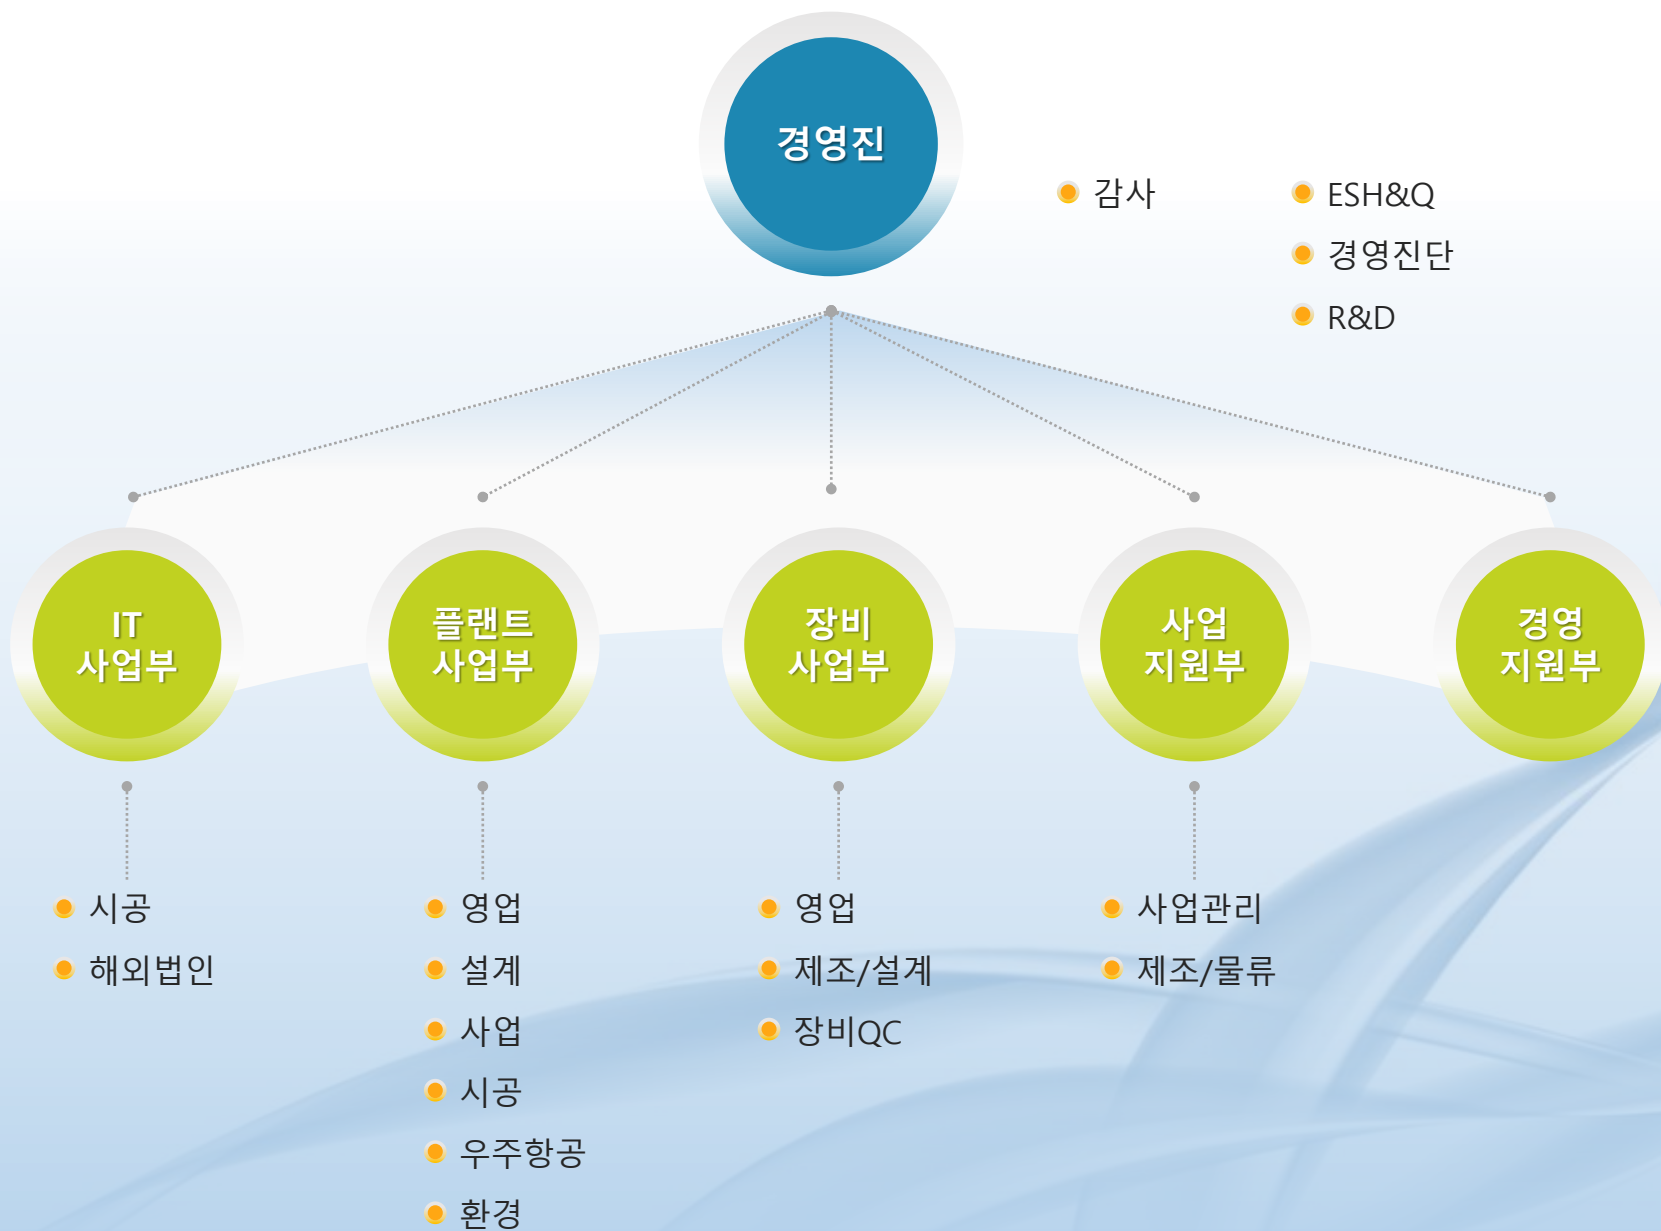 경영진
감사
ESH&Q
경영진단
R&D
IT
사업부
플랜트
사업부
장비
사업부
사업
지원부
경영
지원부
시공
해외법인
영업
설계
사업
시공
우주항공
환경
영업
제조/설계
장비QC
사업관리
제조/물류